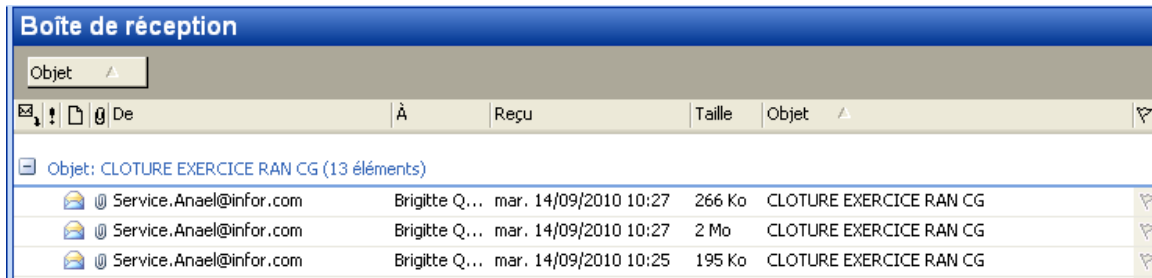 Boîte de réception
Objet
! De À Reçu Taille Objet
Objet: CLOTURE EXERCICE RAN CG (13 éléments)
Service.Anael@infor.com Brigitte Q... mar. 14/09/2010 10:27 266 Ko CLOTURE EXERCICE RAN CG
Service.Anael@infor.com Brigitte Q... mar. 14/09/2010 10:27 2 Mo CLOTURE EXERCICE RAN CG
Service.Anael@infor.com Brigitte Q... mar. 14/09/2010 10:25 195 Ko CLOTURE EXERCICE RAN CG